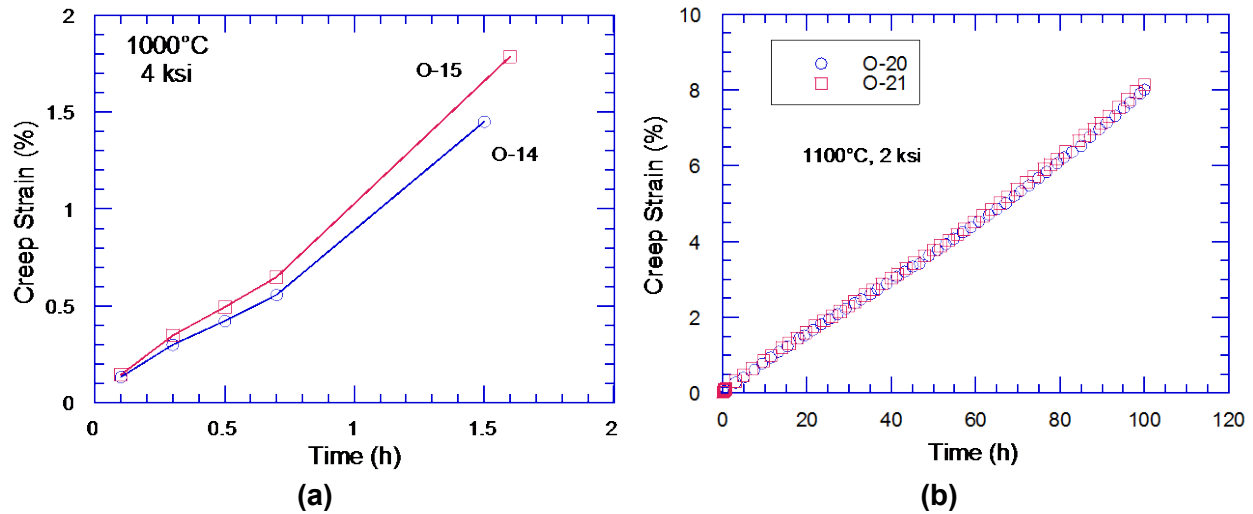 2
1.5
1
0.5
0
Creep Strain (%)
1000°C
4 ksi
O-15
O-14
0 0.5 1 1.5 2
Time (h)
(a)
10
8
6
4
2
0
Creep Strain (%)
O-20
O-21
1100°C, 2 ksi
0 20 40 60 80 100 120
Time (h)
(b)